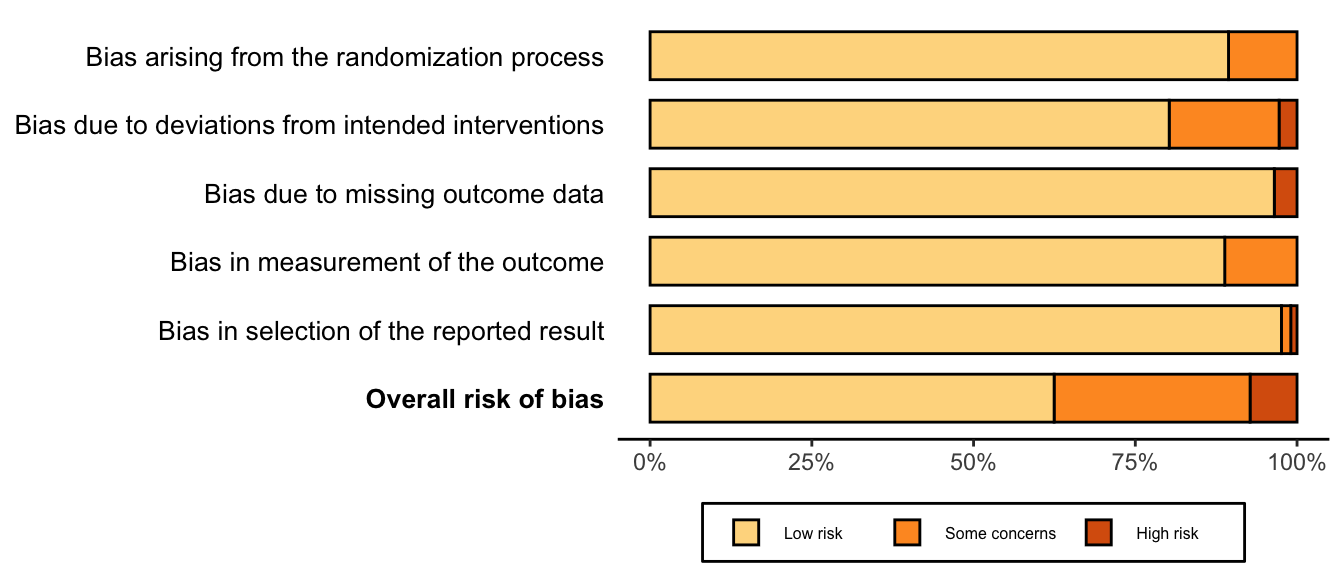 Bias arising from the randomization process
Bias due to deviations from intended interventions
Bias due to missing outcome data
Bias in measurement of the outcome
Bias in selection of the reported result
Overall risk of bias
0% 25% 50% 75% 100%
Low risk Some concerns High risk